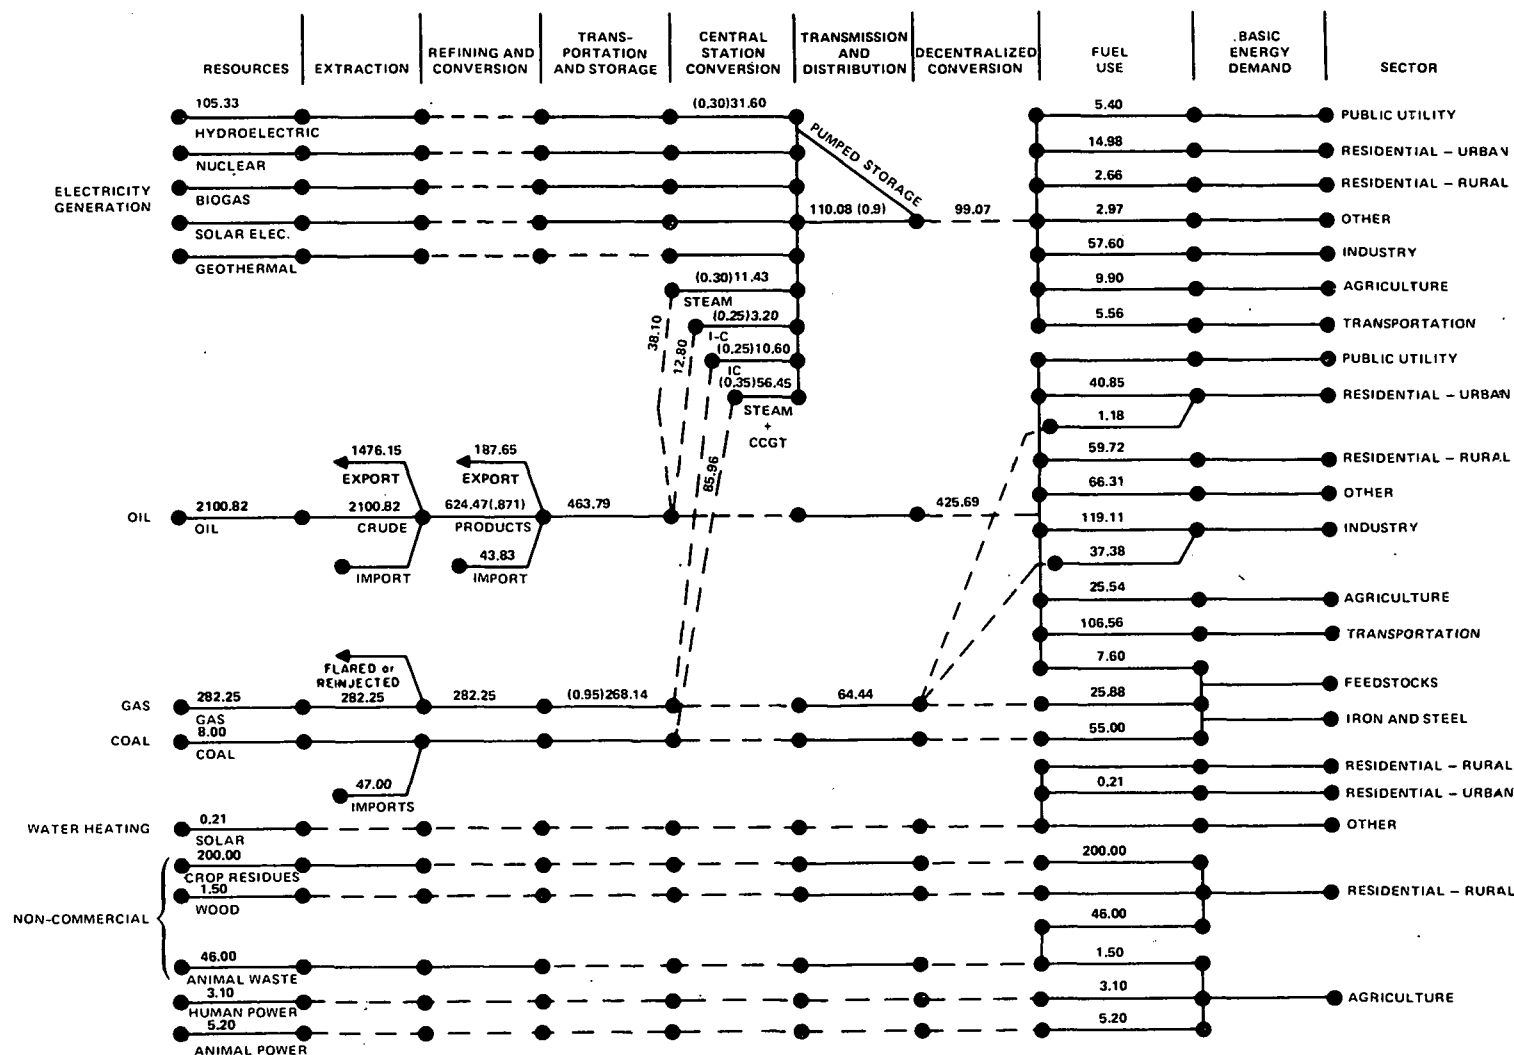 RESOURCES
EXTRACTION
REFINING AND
CONVERSION
TRANS-
PORTATION
AND STORAGE
CENTRAL
STATION
CONVERSION
TRANSMISSION
AND
DISTRIBUTION
DECENTRALIZED
CONVERSION
FUEL
USE
BASIC
ENERGY
DEMAND
SECTOR
ELECTRICITY
GENERATION
105.33
HYDROELECTRIC
NUCLEAR
BIOGAS
SOLAR ELEC.
GEOTHERMAL
(0,30)31.60
PUMPED STORAGE
110.08 (0.9)
99.07
(0.30)11.43
STEAM
38.10
(0.25)3.20
I-C
12.80
(0.25)10.60
IC
(0.35)56.45
STEAM
+
CCGT
85.96
5.40
PUBLIC UTILITY
14.98
RESIDENTIAL – URBAN
2.66
RESIDENTIAL – RURAL
2.97
OTHER
57.60
INDUSTRY
9.90
AGRICULTURE
5.56
TRANSPORTATION
PUBLIC UTILITY
40.85
RESIDENTIAL – URBAN
1.18
59.72
RESIDENTIAL – RURAL
66.31
OTHER
119.11
INDUSTRY
37.38
25.54
AGRICULTURE
106.56
TRANSPORTATION
7.60
FEEDSTOCKS
25.88
IRON AND STEEL
55.00
OIL
2100.82
OIL
1476.15
EXPORT
2100.82
CRUDE
IMPORT
187.65
EXPORT
624.47(.871)
PRODUCTS
43.83
IMPORT
463.79
425.69
FLARED or
REINJECTED
GAS
282.25
GAS
282.25
282.25
(0.95)268.14
64.44
COAL
8.00
COAL
47.00
IMPORTS
RESIDENTIAL – RURAL
0.21
RESIDENTIAL – URBAN
WATER HEATING
0.21
SOLAR
OTHER
NON-COMMERCIAL
200.00
CROP RESIDUES
200.00
1.50
WOOD
RESIDENTIAL – RURAL
46.00
46.00
ANIMAL WASTE
1.50
3.10
HUMAN POWER
3.10
AGRICULTURE
5.20
ANIMAL POWER
5.20